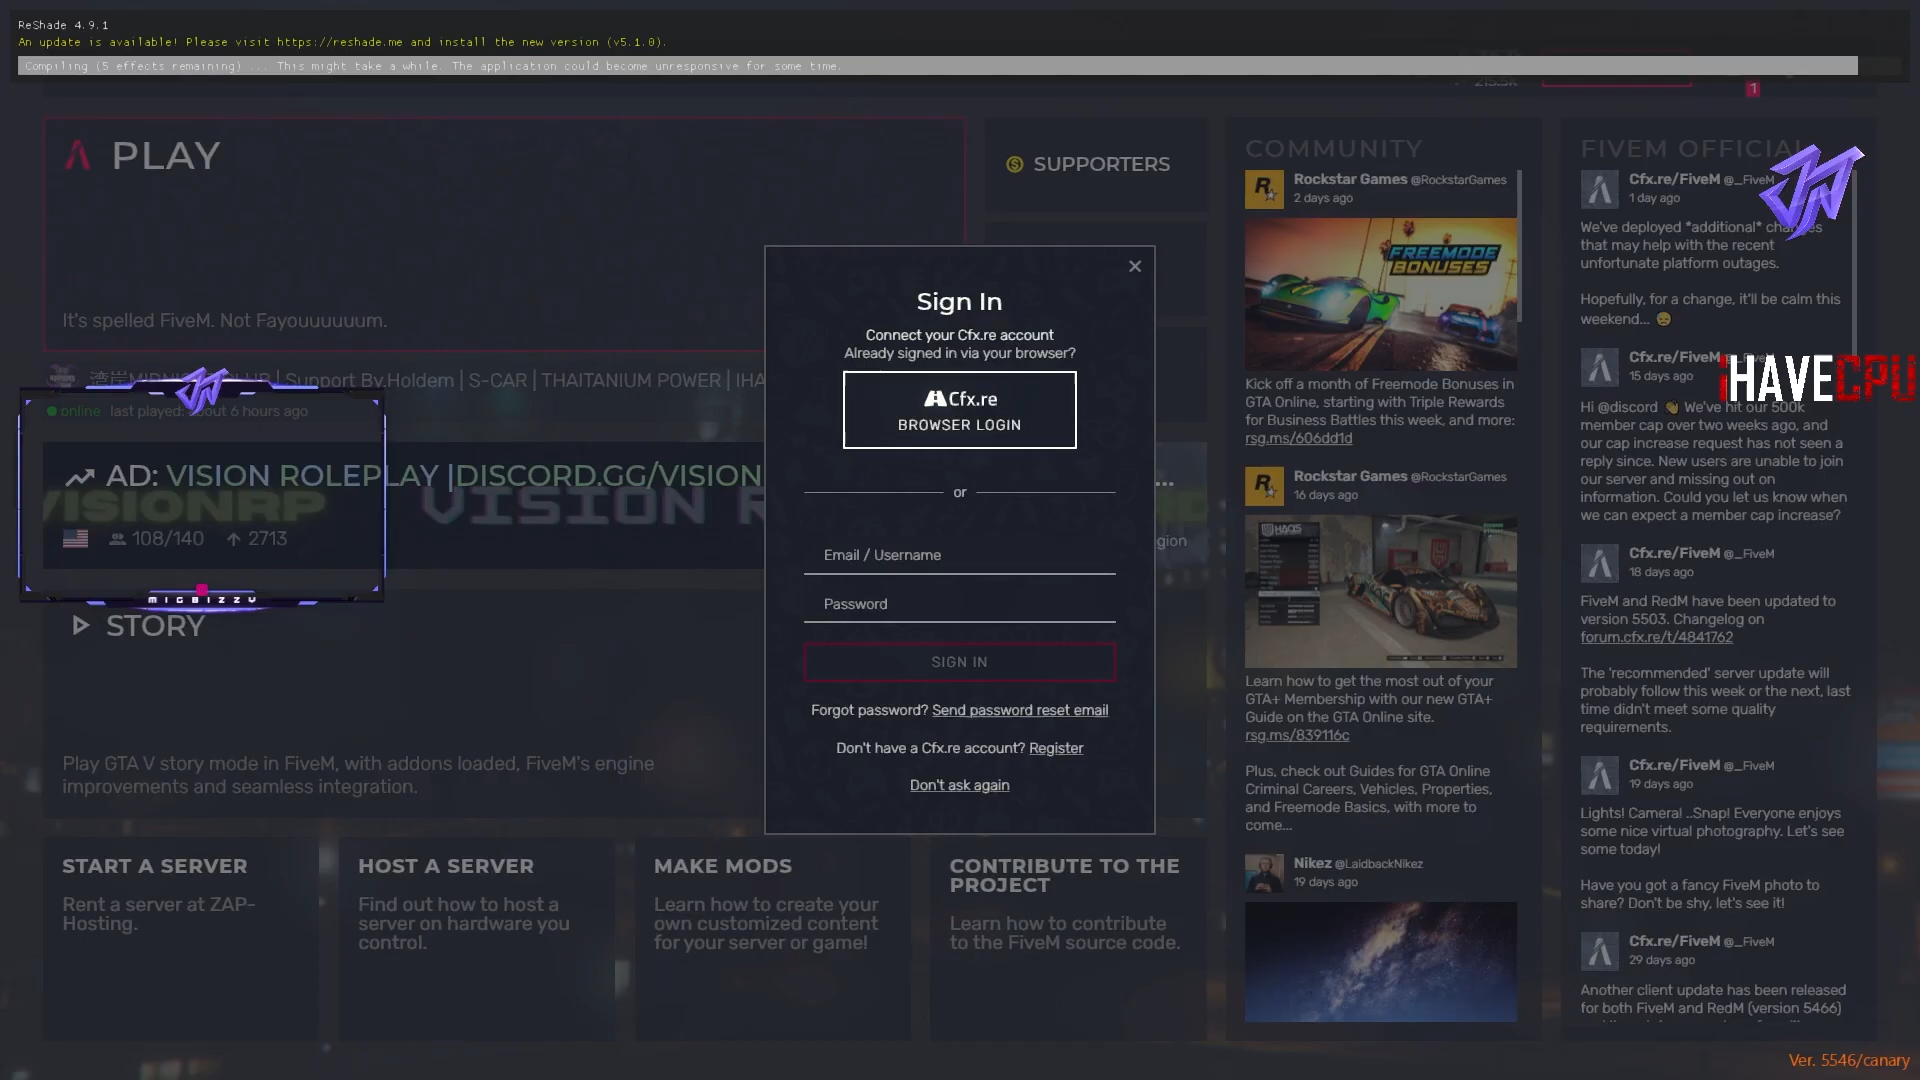 ReShade 4.9.1
An update is available! Please visit https://reshade.me and install the new version (v5.1.0).
Compiling (5 effects remaining) ... This might take a while. The application could become unresponsive for some time.
1
PLAY
It's spelled FiveM. Not Fayouuuuuum.
CLUB | Support By.Holdem | S-CAR | THAITANIUM POWER | IHA
online last played: about 6 hours ago
AD: VISION ROLEPLAY |DISCORD.GG/VISION
...
VISIONRP
VISION R
108/140 2713
gion
MIGBIZZU
STORY
Play GTA V story mode in FiveM, with addons loaded, FiveM's engine
improvements and seamless integration.
START A SERVER
Rent a server at ZAP-
Hosting.
HOST A SERVER
Find out how to host a
server on hardware you
control.
MAKE MODS
Learn how to create your
own customized content
for your server or game!
CONTRIBUTE TO THE
PROJECT
Learn how to contribute
to the FiveM source code.
SUPPORTERS
Sign In
Connect your Cfx.re account
Already signed in via your browser?
Cfx.re
BROWSER LOGIN
or
Email / Username
Password
SIGN IN
Forgot password? Send password reset email
Don't have a Cfx.re account? Register
Don't ask again
COMMUNITY
Rockstar Games @RockstarGames
2 days ago
FREEMODE
BONUSES
Kick off a month of Freemode Bonuses in
GTA Online, starting with Triple Rewards
for Business Battles this week, and more:
rsg.ms/606dd1d
Rockstar Games @RockstarGames
16 days ago
HAOS
Learn how to get the most out of your
GTA+ Membership with our new GTA+
Guide on the GTA Online site.
rsg.ms/839116c
Plus, check out Guides for GTA Online
Criminal Careers, Vehicles, Properties,
and Freemode Basics, with more to
come...
Nikez @LaidbackNikez
19 days ago
FIVEM OFFICIAL
Cfx.re/FiveM @_FiveM
1 day ago
We've deployed *additional* changes
that may help with the recent
unfortunate platform outages.
Hopefully, for a change, it'll be calm this
weekend... 😥
Cfx.re/FiveM
15 days ago
iHAVECPU
Hi @discord 👋 We've hit our 500k
member cap over two weeks ago, and
our cap increase request has not seen a
reply since. New users are unable to join
our server and missing out on
information. Could you let us know when
we can expect a member cap increase?
Cfx.re/FiveM @_FiveM
18 days ago
FiveM and RedM have been updated to
version 5503. Changelog on
forum.cfx.re/t/4841762
The 'recommended' server update will
probably follow this week or the next, last
time didn't meet some quality
requirements.
Cfx.re/FiveM @_FiveM
19 days ago
Lights! Camera! ..Snap! Everyone enjoys
some nice virtual photography. Let's see
some today!
Have you got a fancy FiveM photo to
share? Don't be shy, let's see it!
Cfx.re/FiveM @_FiveM
29 days ago
Another client update has been released
for both FiveM and RedM (version 5466)
Ver. 5546/canary